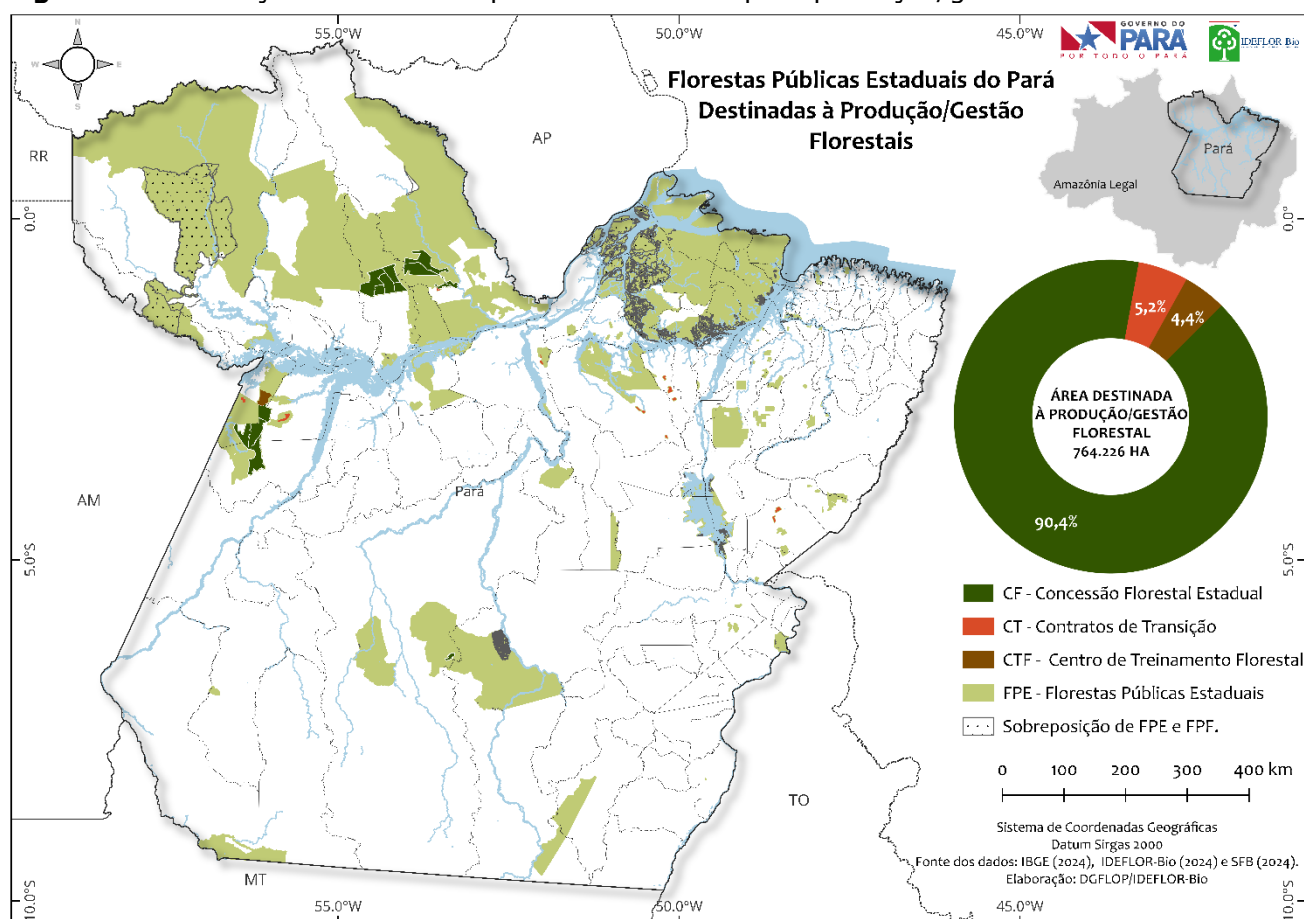 55.0°W
50.0°W
45.0°W
N
W
E
S
GOVERNO DO
PARÁ
POR TODO O PARÁ
IDEFLOR-Bio
Florestas Públicas Estaduais do Pará
Destinadas à Produção/Gestão
Florestais
RR
AP
Pará
Amazônia Legal
0.0°
0.0°
5,2%
4,4%
ÁREA DESTINADA
À PRODUÇÃO/GESTÃO
FLORESTAL
764.226 HA
90,4%
AM
Pará
5.0°S
5.0°S
CF - Concessão Florestal Estadual
CT - Contratos de Transição
CTF - Centro de Treinamento Florestal
FPE - Florestas Públicas Estaduais
Sobreposição de FPE e FPF.
0 100 200 300 400 km
TO
MT
Sistema de Coordenadas Geográficas
Datum Sirgas 2000
Fonte dos dados: IBGE (2024), IDEFLOR-Bio (2024) e SFB (2024).
Elaboração: DGFLOP/IDEFLOR-Bio
10.0°S
10.0°S
55.0°W
50.0°W
45.0°W